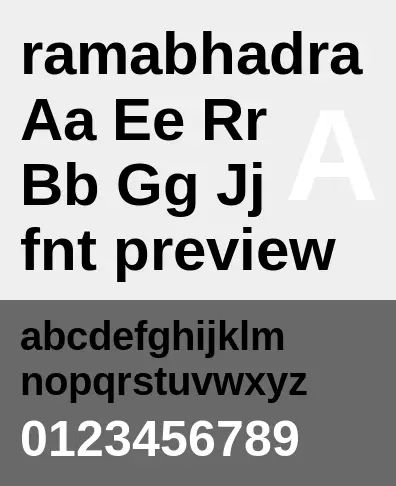 ramabhadra
Aa Ee Rr
A
Bb Gg Jj
fnt preview
abcdefghijklm
nopqrstuvwxyz
0123456789